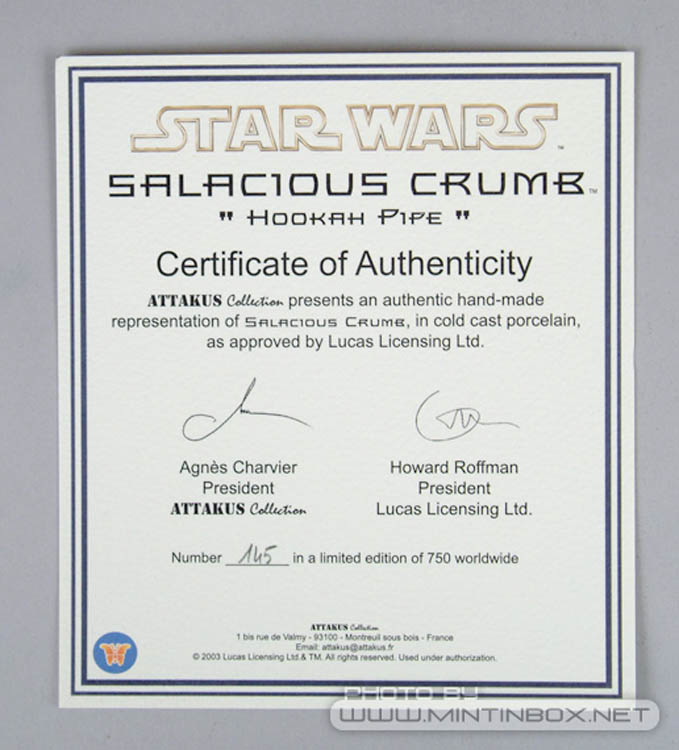 STAR WARS ™
SALACIOUS CRUMB ™
" HOOKAH PIPE "
Certificate of Authenticity
ATTAKUS Collection presents an authentic hand-made
representation of SALACIOUS CRUMB, in cold cast porcelain,
as approved by Lucas Licensing Ltd.
Agnès Charvier Howard Roffman
President President
ATTAKUS Collection Lucas Licensing Ltd.
Number 145 in a limited edition of 750 worldwide
ATTAKUS Collection
1 bis rue de Valmy - 93100 - Montreuil sous bois - France
Email: attakus@attakus.fr
© 2003 Lucas Licensing Ltd.& TM. All rights reserved. Used under authorization.
PHOTO BY
WWW.MINTINBOX.NET